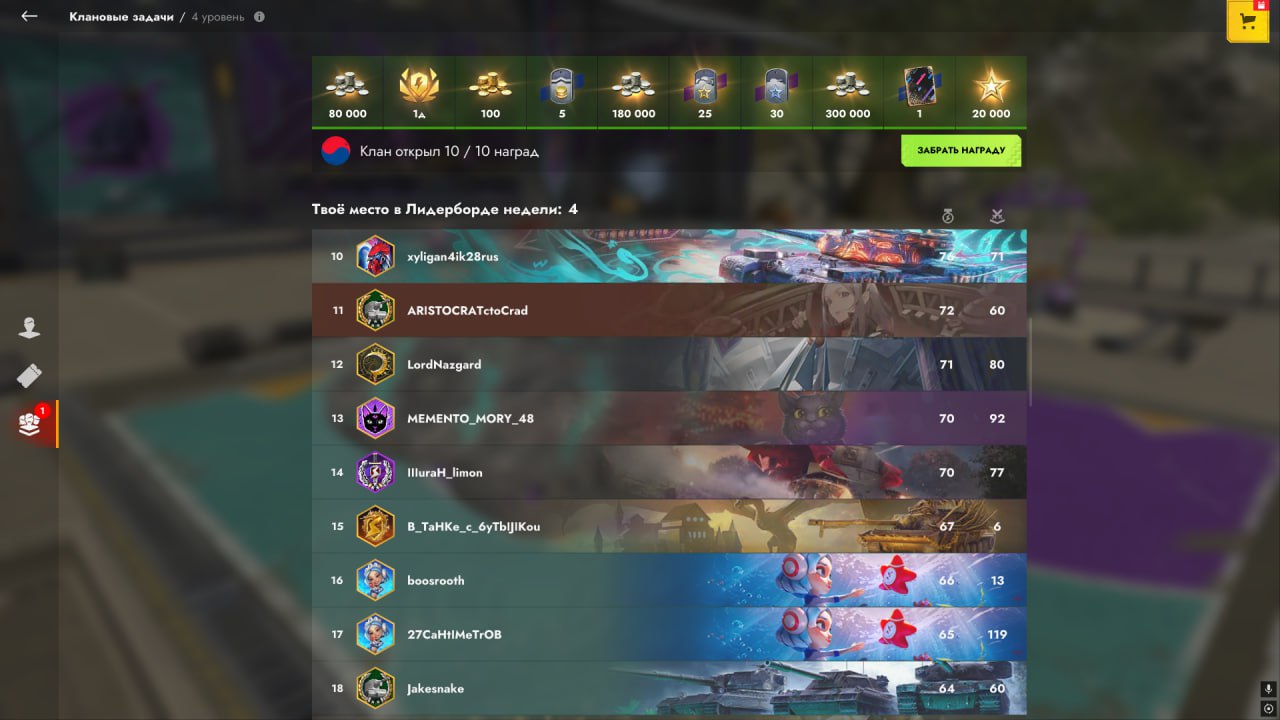 Клановые задачи / 4 уровень
80 000 1д 100 5 180 000 25 30 300 000 1 20 000
Клан открыл 10 / 10 наград
ЗАБРАТЬ НАГРАДУ
Твоё место в Лидерборде недели: 4
10 xyligan4ik28rus 76 71
11 ARISTOCRATctoCrad 72 60
12 LordNazgard 71 80
13 MEMENTO_MORY_48 70 92
14 IlluraH_limon 70 77
15 B_TaHKe_c_6yTblJlKou 67 6
16 boosrooth 66 13
17 27CaHtIMeTrOB 65 119
18 Jakesnake 64 60
1